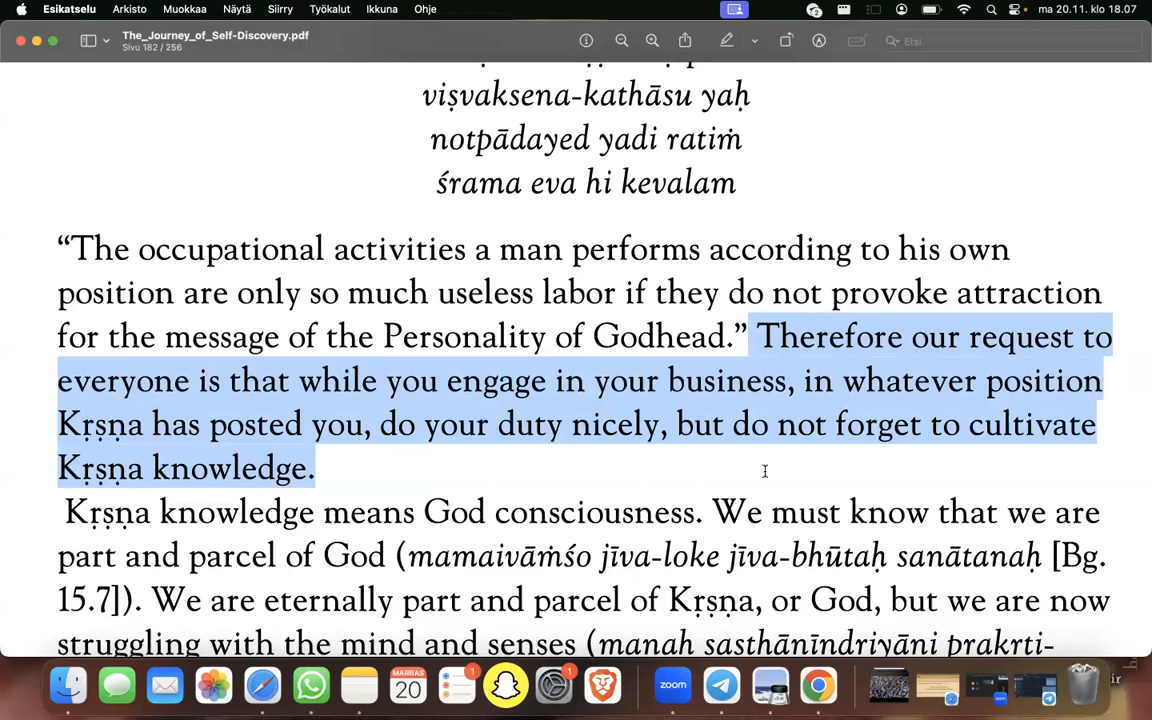 Esikatselu Arkisto Muokkaa Näytä Siirry Työkalut Ikkuna Ohje ma 20.11. klo 18.07
The_Journey_of_Self-Discovery.pdf
Sivu 182 / 256
Etsi
viṣvaksena-kathāsu yaḥ
notpādayed yadi ratiṁ
śrama eva hi kevalam
“The occupational activities a man performs according to his own
position are only so much useless labor if they do not provoke attraction
for the message of the Personality of Godhead.” Therefore our request to
everyone is that while you engage in your business, in whatever position
Kṛṣṇa has posted you, do your duty nicely, but do not forget to cultivate
Kṛṣṇa knowledge.
Kṛṣṇa knowledge means God consciousness. We must know that we are
part and parcel of God (mamaivāṁśo jīva-loke jīva-bhūtaḥ sanātanaḥ [Bg.
15.7]). We are eternally part and parcel of Kṛṣṇa, or God, but we are now
struggling with the mind and senses (manaḥ ṣaṣṭhānīndriyāṇi prakṛti-
MARRAS
20
1
1
zoom